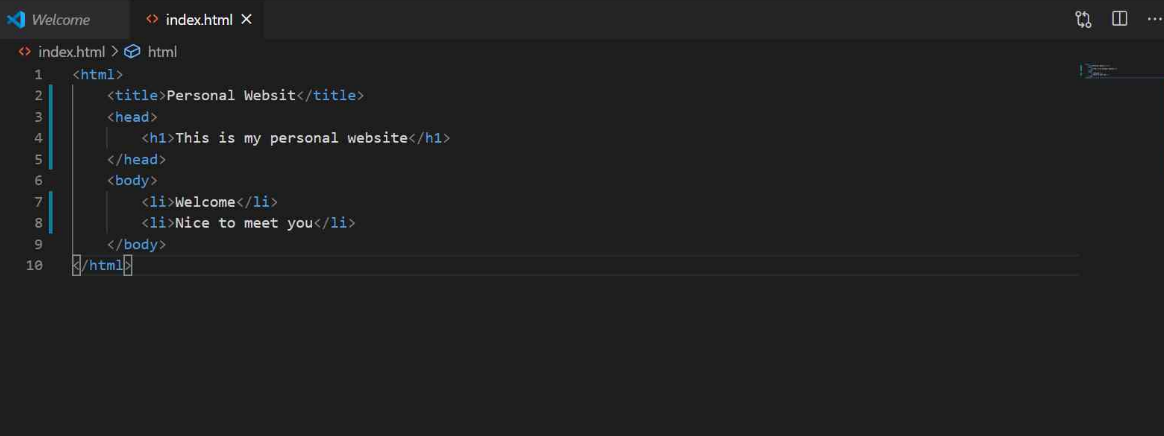 Welcome
<> index.html ×
<> index.html > html
1 <html>
2 <title>Personal Websit</title>
3 <head>
4 <h1>This is my personal website</h1>
5 </head>
6 <body>
7 <li>Welcome</li>
8 <li>Nice to meet you</li>
9 </body>
10 </html>